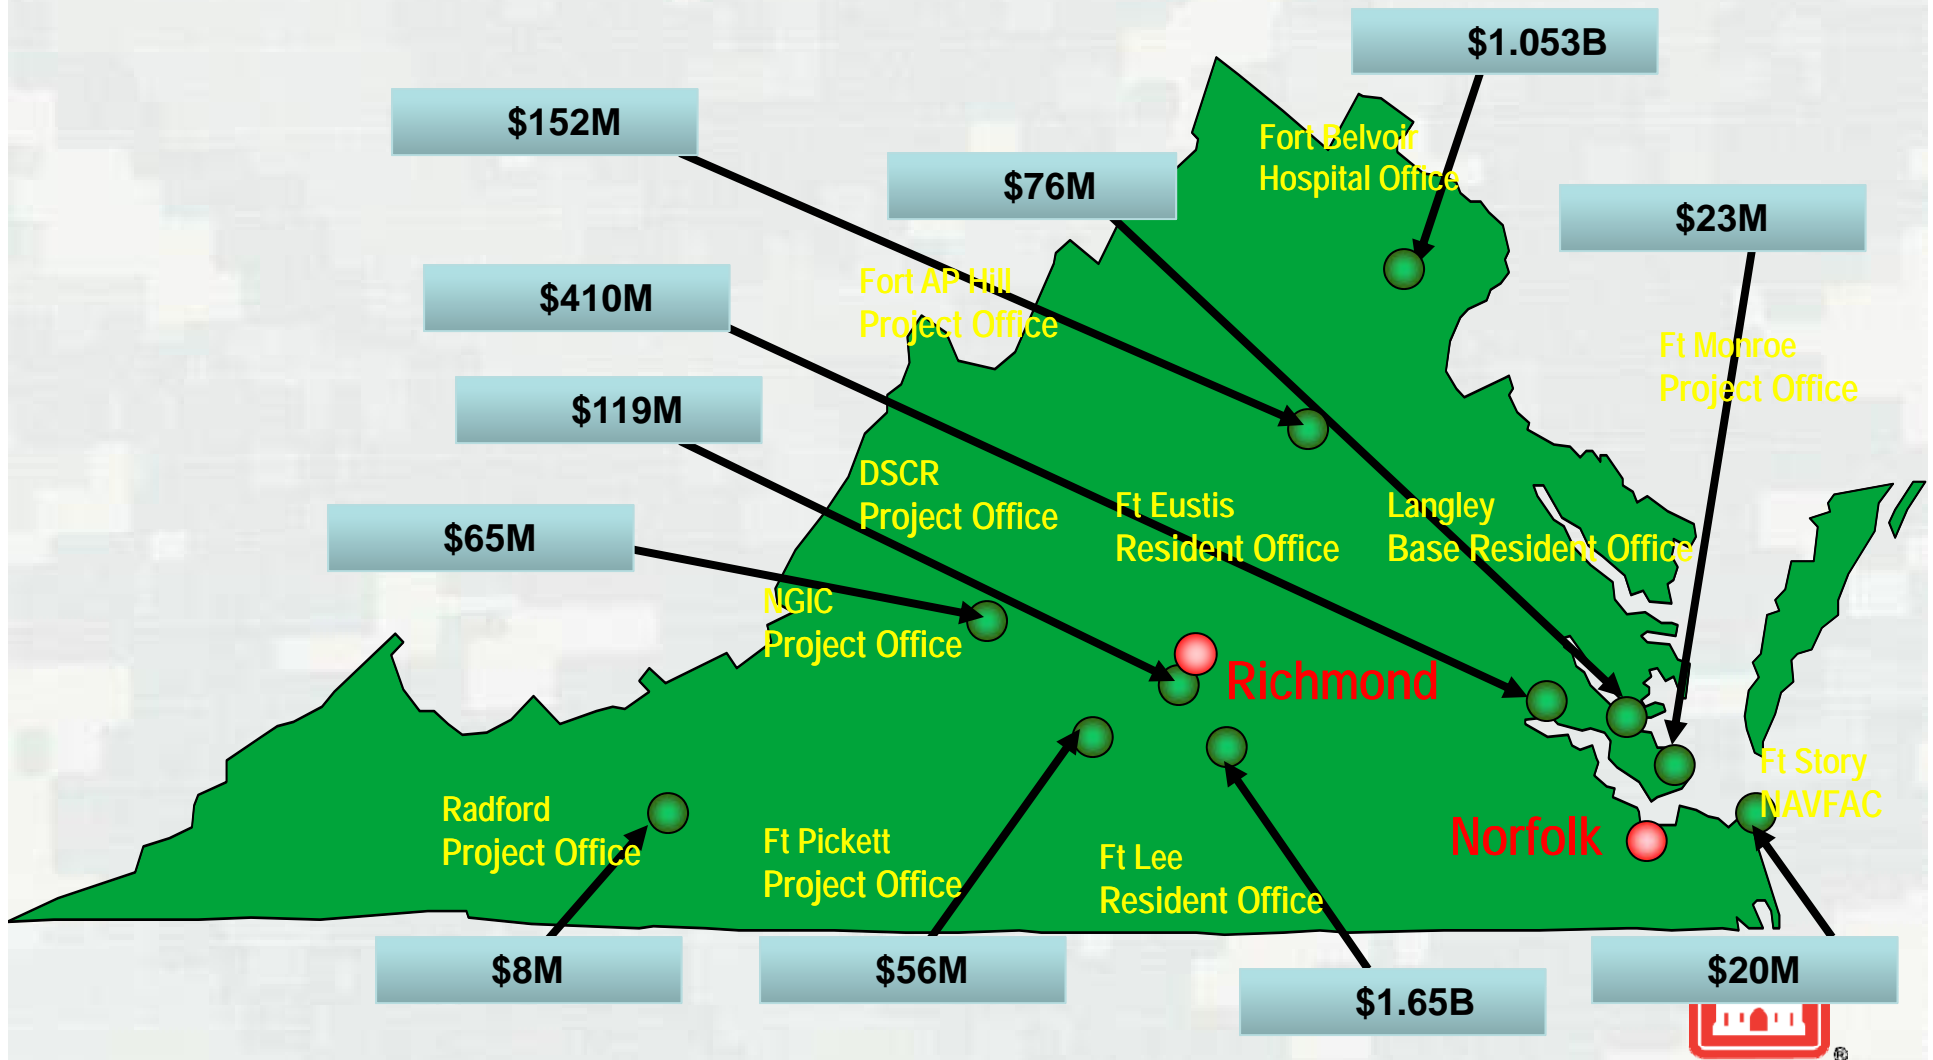 $1.053B
$152M
Fort Belvoir
Hospital Office
$76M
$23M
Fort AP Hill
Project Office
$410M
Ft Monroe
Project Office
$119M
DSCR
Project Office
Ft Eustis
Resident Office
Langley
Base Resident Office
$65M
NGIC
Project Office
Richmond
Ft Story
NAVFAC
Radford
Project Office
Ft Pickett
Project Office
Ft Lee
Resident Office
Norfolk
$8M
$56M
$1.65B
$20M
®